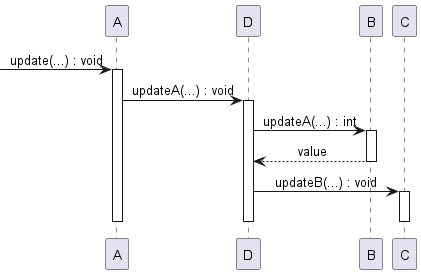 A D B C
update(...) : void
updateA(...) : void
updateA(...) : int
value
updateB(...) : void
A D B C